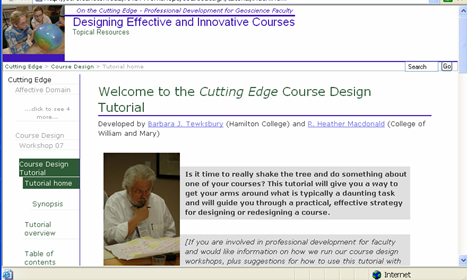 On the Cutting Edge - Professional Development for Geoscience Faculty
Designing Effective and Innovative Courses
Topical Resources
Cutting Edge > Course Design > Tutorial home
Search
Go
Cutting Edge
Affective Domain
...click to see 4
more...
Course Design
Workshop 07
Course Design
Tutorial
Tutorial home
Synopsis
Tutorial
overview
Table of
contents
Welcome to the Cutting Edge Course Design
Tutorial
Developed by Barbara J. Tewksbury (Hamilton College) and R. Heather Macdonald (College of
William and Mary)
Is it time to really shake the tree and do something about
one of your courses? This tutorial will give you a way to
get your arms around what is typically a daunting task
and will guide you through a practical, effective strategy
for designing or redesigning a course.
[If you are involved in professional development for faculty
and would like information on how we run our course design
workshops, plus suggestions for how to use this tutorial with
Internet